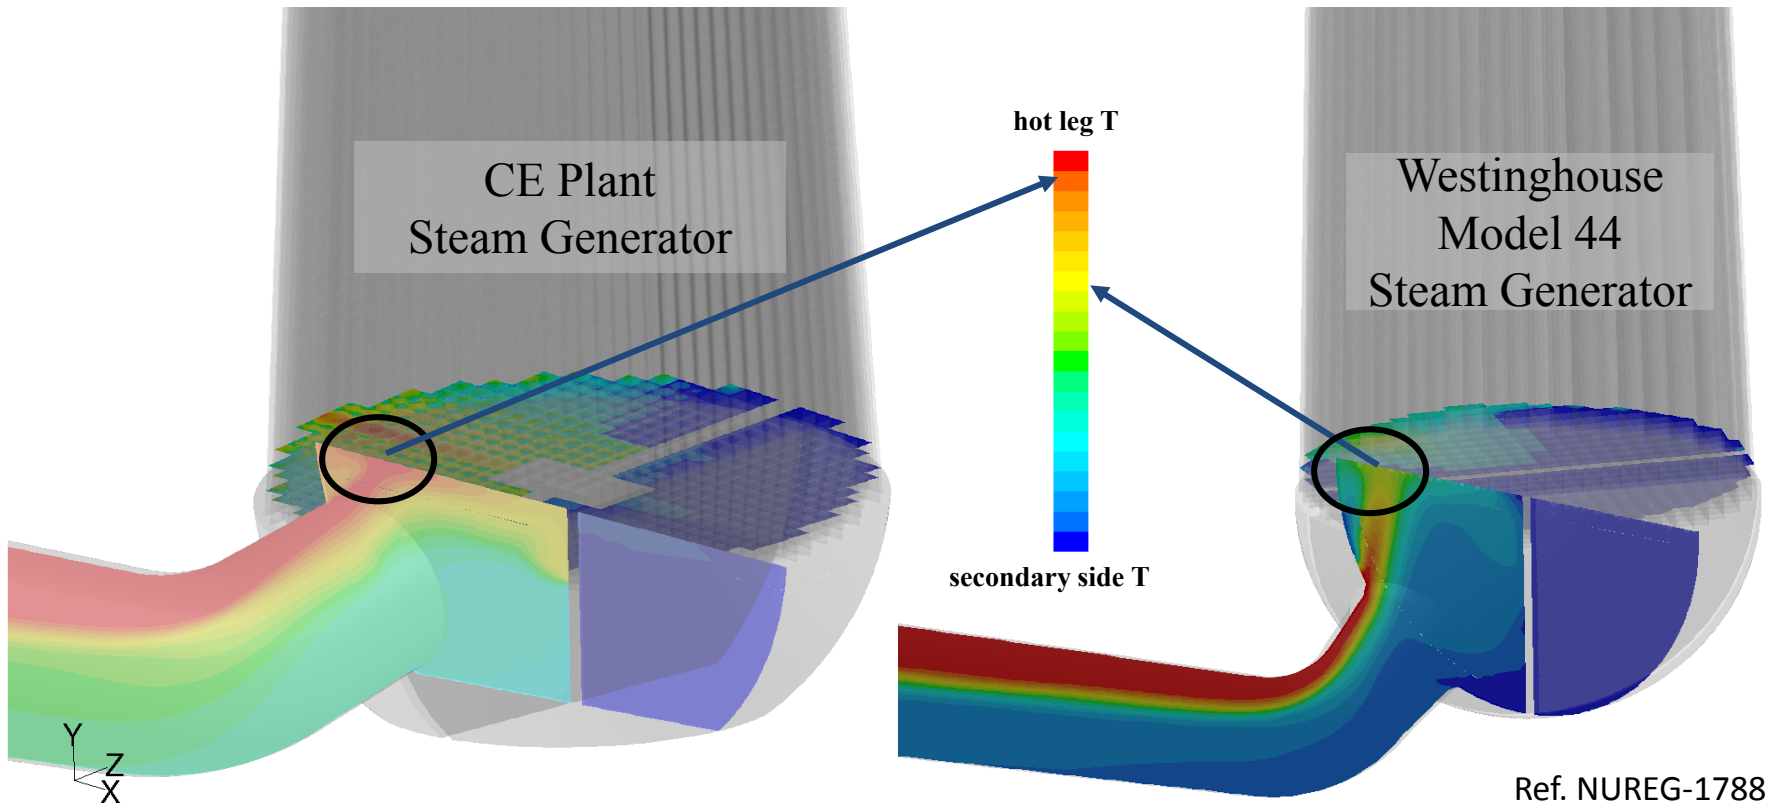 hot leg T
CE Plant
Steam Generator
Westinghouse
Model 44
Steam Generator
secondary side T
Y
Z
X
Ref. NUREG-1788